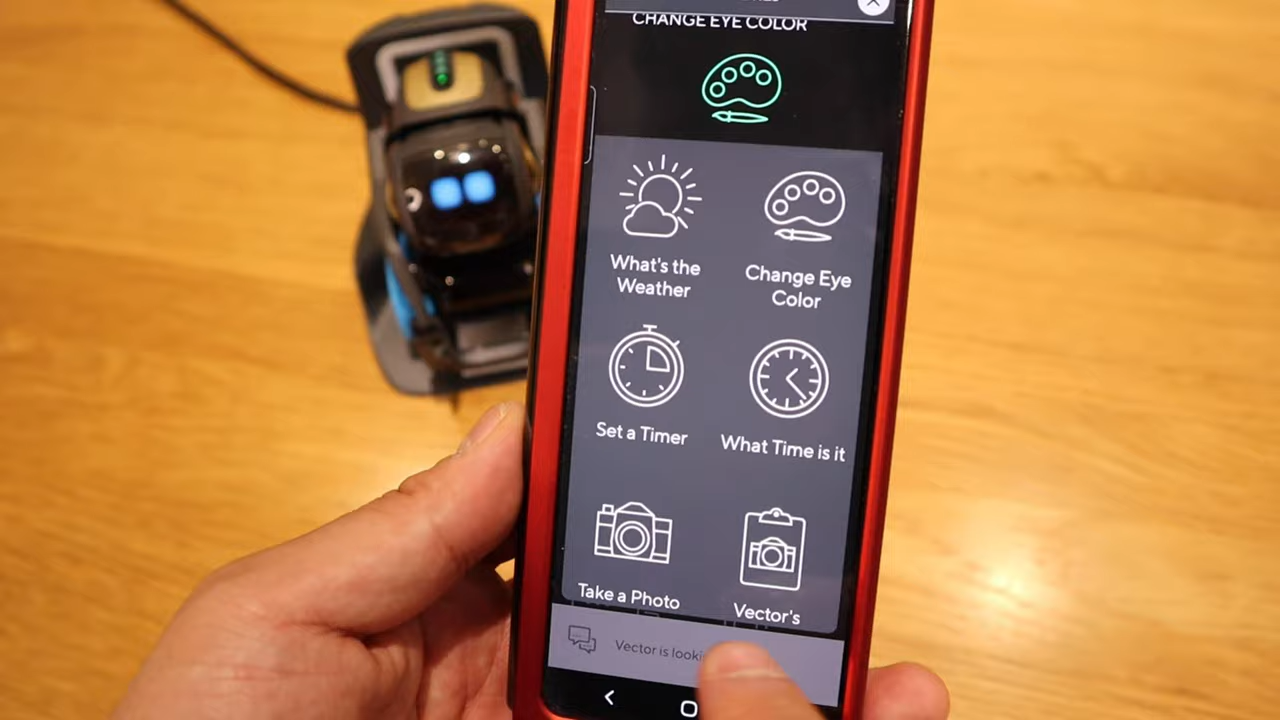 CHANGE EYE COLOR
What's the
Weather
Change Eye
Color
Set a Timer
What Time is it
Take a Photo
Vector's
Vector is